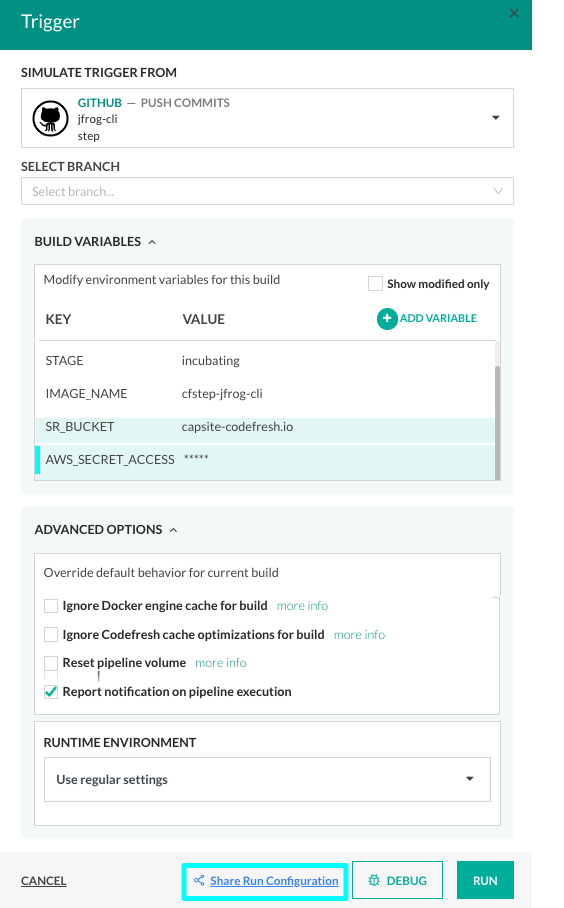 Trigger
SIMULATE TRIGGER FROM
GITHUB — PUSH COMMITS
jfrog-cli
step
SELECT BRANCH
Select branch...
BUILD VARIABLES
Modify environment variables for this build
Show modified only
KEY VALUE ADD VARIABLE
STAGE incubating
IMAGE_NAME cfstep-jfrog-cli
SR_BUCKET capsite-codefresh.io
AWS_SECRET_ACCESS *****
ADVANCED OPTIONS
Override default behavior for current build
Ignore Docker engine cache for build more info
Ignore Codefresh cache optimizations for build more info
Reset pipeline volume more info
Report notification on pipeline execution
RUNTIME ENVIRONMENT
Use regular settings
CANCEL Share Run Configuration DEBUG RUN